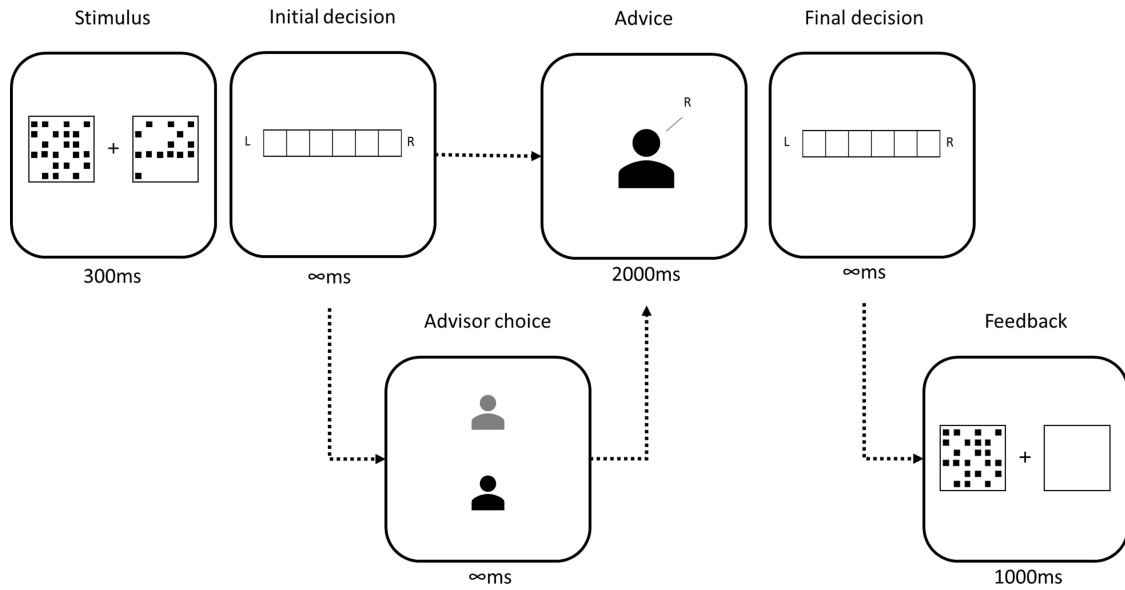 Stimulus
Initial decision
Advice
Final decision
L
R
R
L
R
300ms
∞ms
2000ms
∞ms
Advisor choice
Feedback
∞ms
1000ms